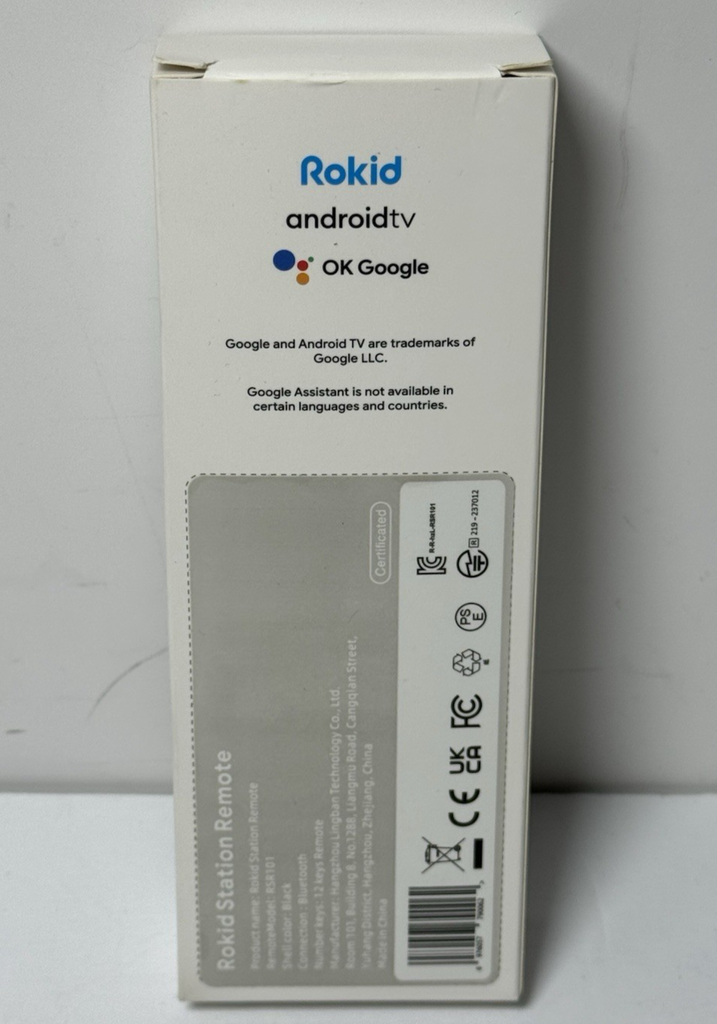 Rokid
androidtv
OK Google
Google and Android TV are trademarks of
Google LLC.
Google Assistant is not available in
certain languages and countries.
Rokid Station Remote
Certificated
Product name: Rokid Station Remote
RemoteModel: RSR101
Shell color: Black
Connection : Bluetooth
Number keys: 12 keys Remote
Manufacturer: Hangzhou Lingban Technology Co., Ltd.
Room 101, Building 8, No.1288, Liangmu Road, Cangqian Street,
Yuhang District, Hangzhou, Zhejiang, China
Made in China
CE
UK
CA
FC
PS
E
R-R-haL-RSR101
R 219-237012